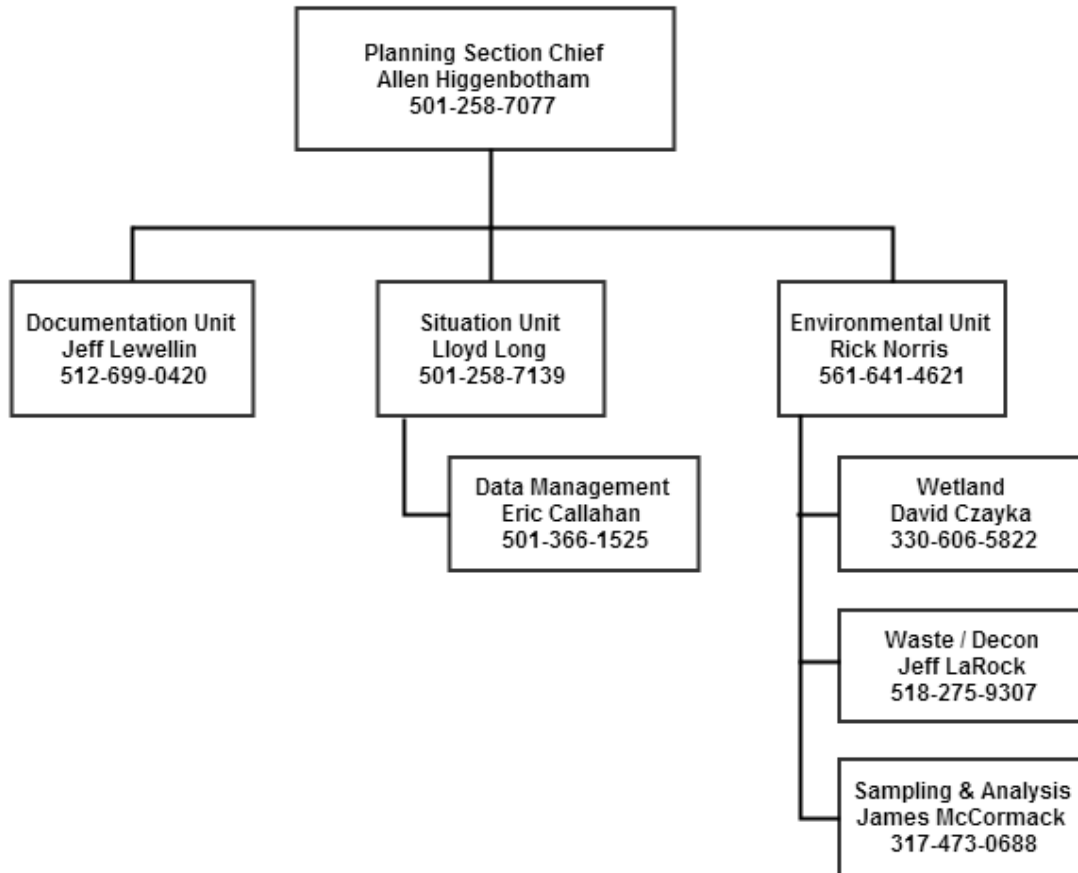 Planning Section Chief
Allen Higgenbotham
501-258-7077
Documentation Unit
Jeff Lewellin
512-699-0420
Situation Unit
Lloyd Long
501-258-7139
Environmental Unit
Rick Norris
561-641-4621
Data Management
Eric Callahan
501-366-1525
Wetland
David Czayka
330-606-5822
Waste / Decon
Jeff LaRock
518-275-9307
Sampling & Analysis
James McCormack
317-473-0688